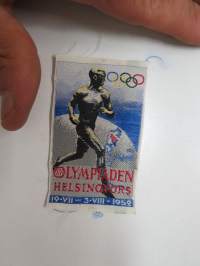 OLYMPIADEN
HELSINGFORS
19-VII — 3-VIII-1952